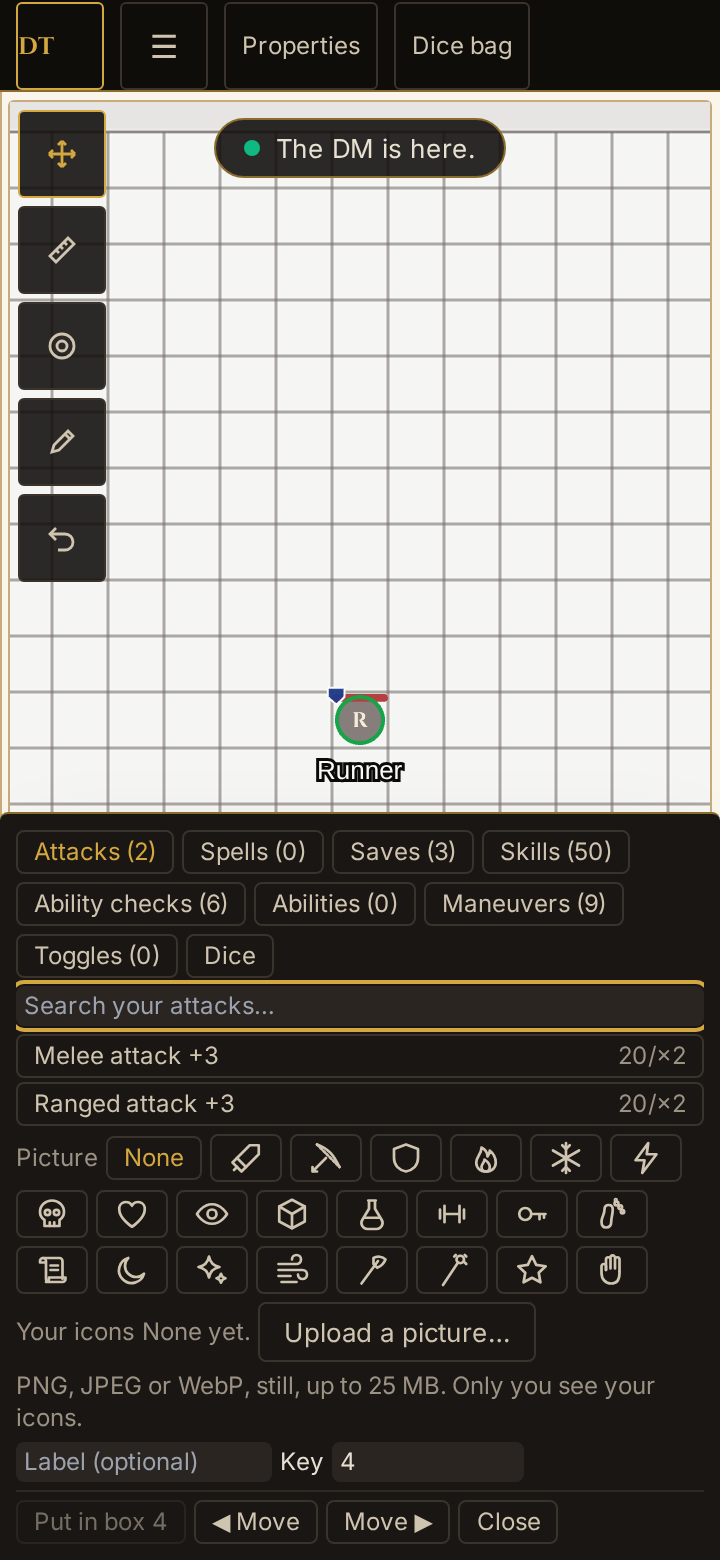 DT ☰ Properties Dice bag
The DM is here.
R
Runner
Attacks (2) Spells (0) Saves (3) Skills (50)
Ability checks (6) Abilities (0) Maneuvers (9)
Toggles (0) Dice
Search your attacks...
Melee attack +3 20/×2
Ranged attack +3 20/×2
Picture None
Your icons None yet. Upload a picture...
PNG, JPEG or WebP, still, up to 25 MB. Only you see your
icons.
Label (optional) Key 4
Put in box 4 ◀ Move Move ▶ Close